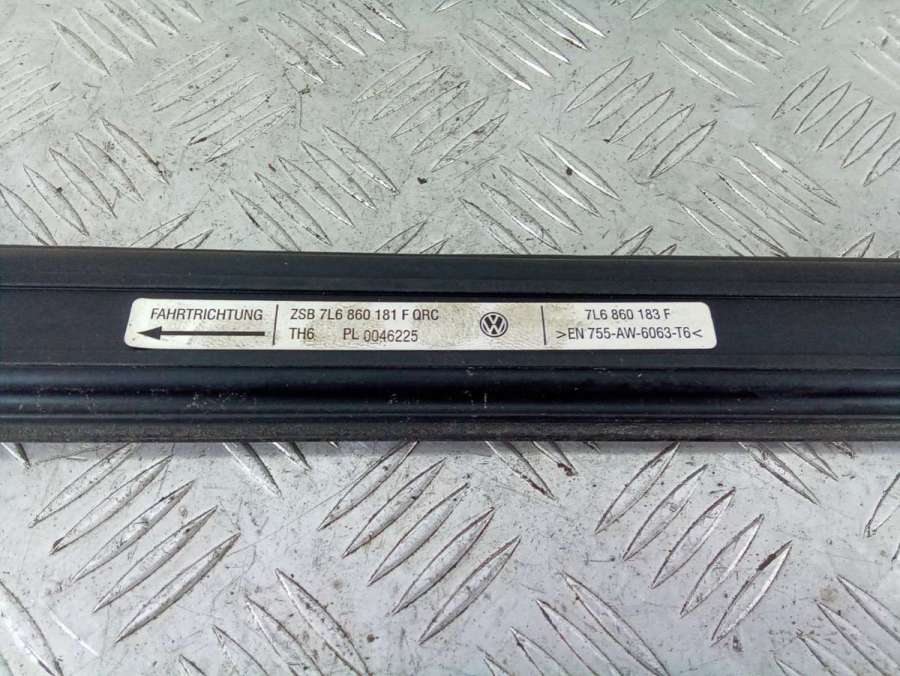 FAHRTRICHTUNG
ZSB 7L6 860 181 F QRC
TH6 PL 0046225
7L6 860 183 F
>EN 755-AW-6063-T6<